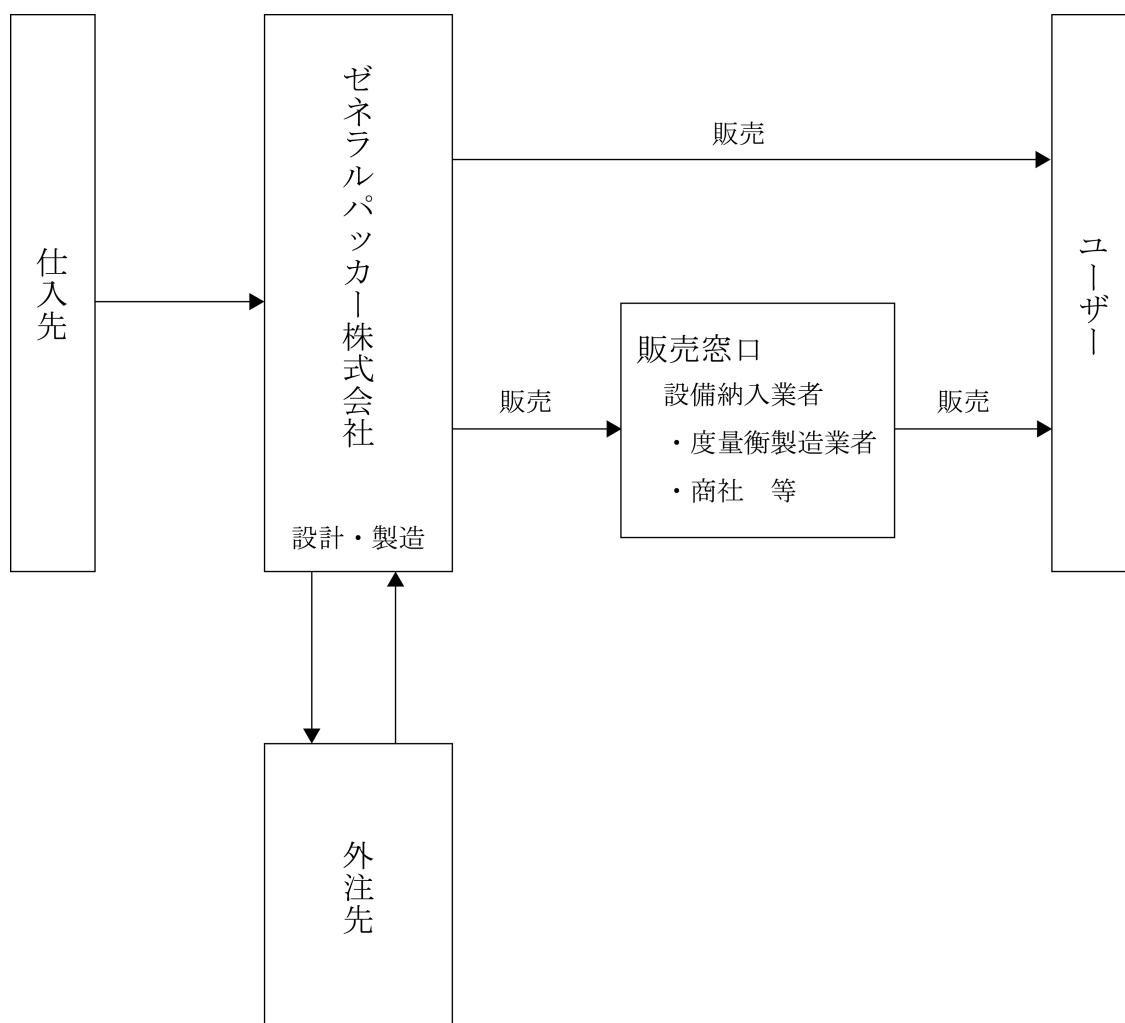 仕入先
ゼネラルパッカー株式会社
設計・製造
販売
販売
販売窓口
設備納入業者
・度量衡製造業者
・商社　等
販売
ユーザー
外注先